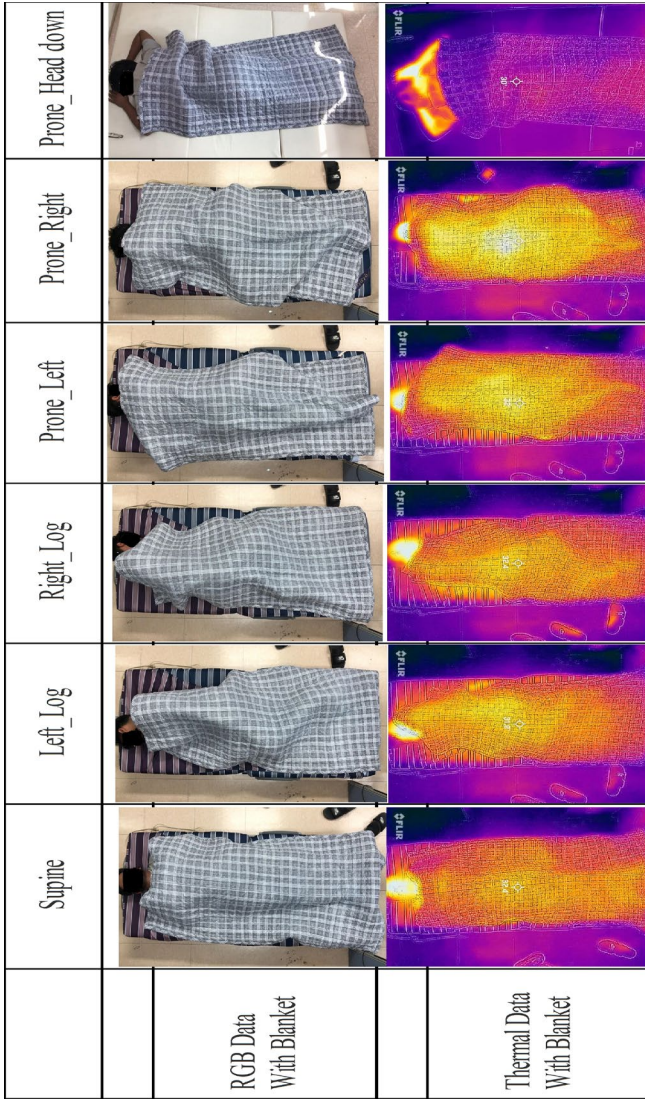 Supine
Left_Log
Right_Log
Prone_Left
Prone_Right
Prone_Head down
RGB Data
With Blanket
Thermal Data
With Blanket
◇FLIR
◇FLIR
◇FLIR
◇FLIR
◇FLIR
◇FLIR